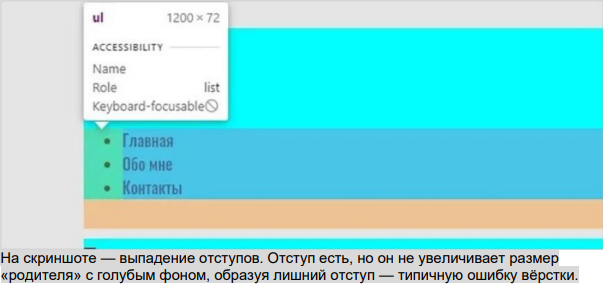 ul 1200 × 72
ACCESSIBILITY
Name
Role list
Keyboard-focusable
• Главная
• Обо мне
• Контакты
На скриншоте — выпадение отступов. Отступ есть, но он не увеличивает размер
«родителя» с голубым фоном, образуя лишний отступ — типичную ошибку вёрстки.